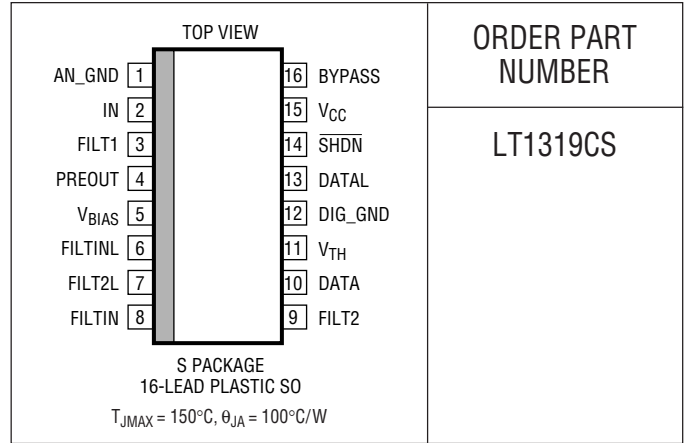 TOP VIEW
AN_GND 1
IN 2
FILT1 3
PREOUT 4
VBIAS 5
FILTINL 6
FILT2L 7
FILTIN 8
16 BYPASS
15 VCC
14 S̅H̅D̅N̅
13 DATAL
12 DIG_GND
11 VTH
10 DATA
9 FILT2
S PACKAGE
16-LEAD PLASTIC SO
TJMAX = 150°C, θJA = 100°C/W
ORDER PART
NUMBER
LT1319CS